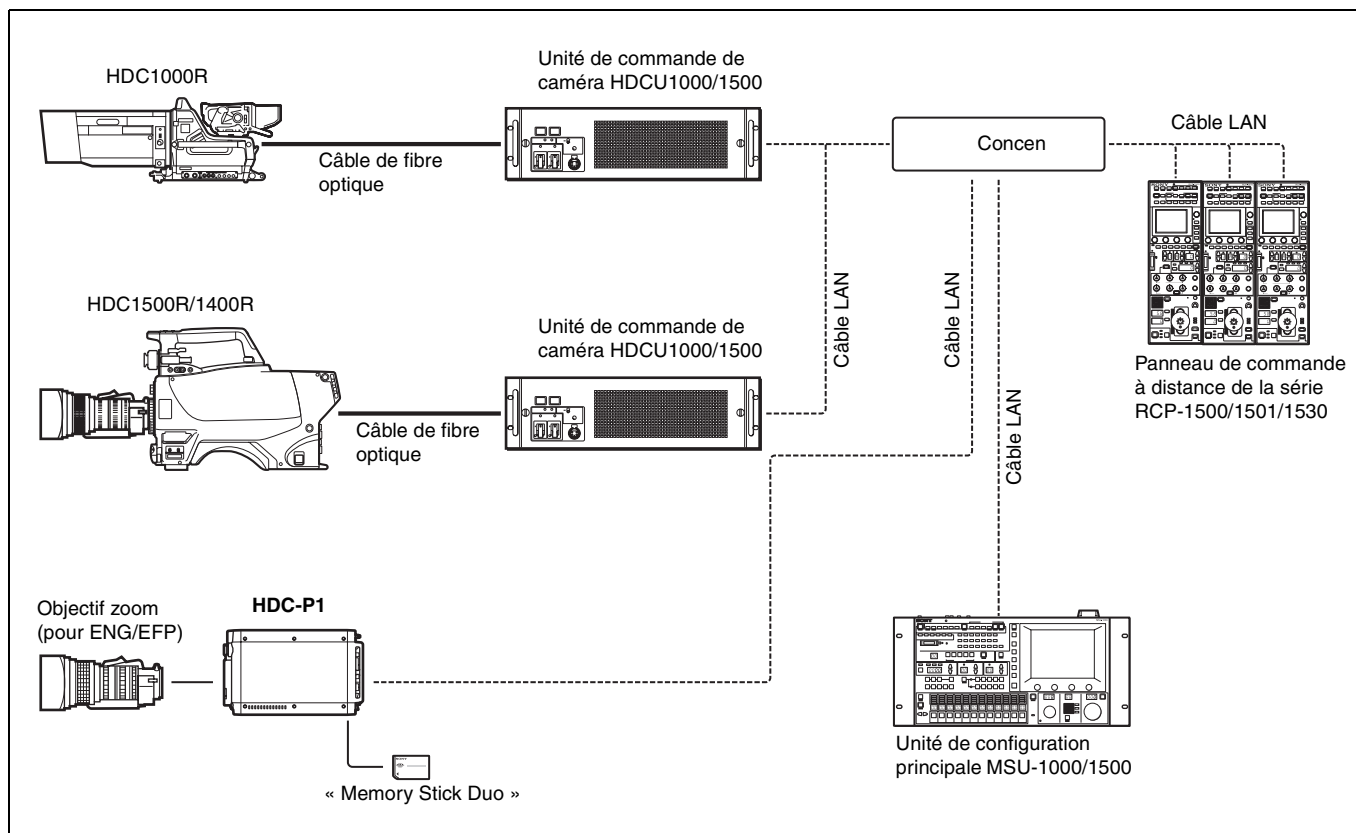 HDC1000R
Câble de fibre
optique
Unité de commande de
caméra HDCU1000/1500
Concen
Câble LAN
Panneau de commande
à distance de la série
RCP-1500/1501/1530
HDC1500R/1400R
Câble de fibre
optique
Unité de commande de
caméra HDCU1000/1500
Câble LAN
Câble LAN
Câble LAN
Objectif zoom
(pour ENG/EFP)
HDC-P1
« Memory Stick Duo »
SONY
Unité de configuration
principale MSU-1000/1500